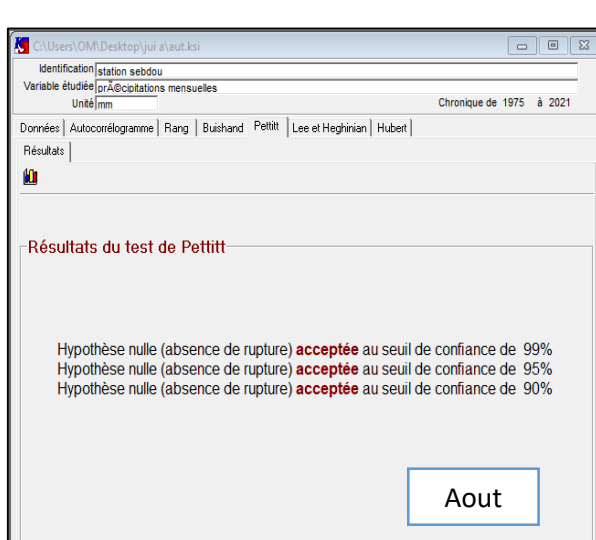 C:\Users\OM\Desktop\jui a\aut.ksi
Identification station sebdou
Variable étudiée prÃ©cipitations mensuelles
Unité mm Chronique de 1975 à 2021
Données Autocorrélogramme Rang Buishand Pettitt Lee et Heghinian Hubert
Résultats
Résultats du test de Pettitt
Hypothèse nulle (absence de rupture) acceptée au seuil de confiance de 99%
Hypothèse nulle (absence de rupture) acceptée au seuil de confiance de 95%
Hypothèse nulle (absence de rupture) acceptée au seuil de confiance de 90%
Aout